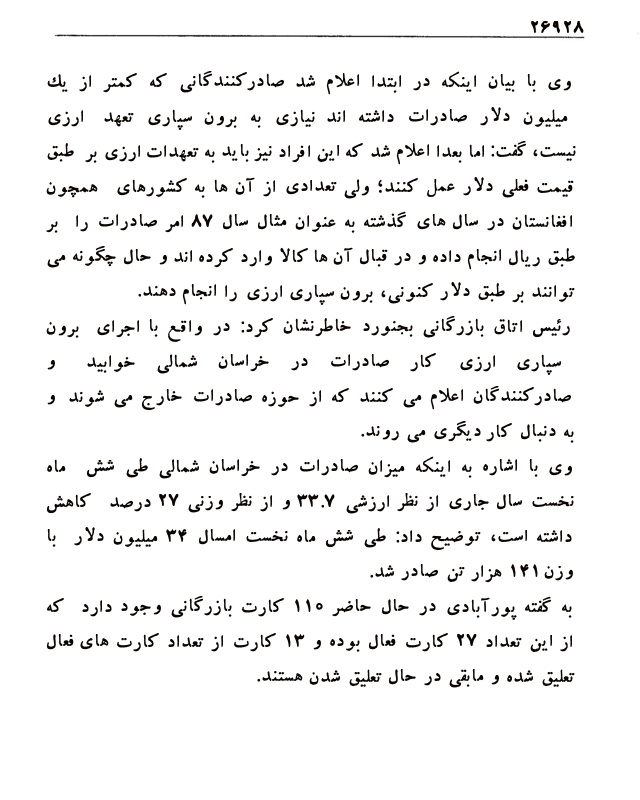 ۲۶۹۲۸
وی با بیان اینکه در ابتدا اعلام شد صادرکنندگانی که کمتر از یك
میلیون دلار صادرات داشته اند نیازی به برون سپاری تعهد ارزی
نیست، گفت: اما بعدا اعلام شد که این افراد نیز باید به تعهدات ارزی بر طبق
قیمت فعلی دلار عمل کنند؛ ولی تعدادی از آن ها به کشورهای همچون
افغانستان در سال های گذشته به عنوان مثال سال ۸۷ امر صادرات را بر
طبق ریال انجام داده و در قبال آن ها کالا وارد کرده اند و حال چگونه می
توانند بر طبق دلار کنونی، برون سپاری ارزی را انجام دهند.
رئیس اتاق بازرگانی بجنورد خاطرنشان کرد: در واقع با اجرای برون
سپاری ارزی کار صادرات در خراسان شمالی خوابید و
صادرکنندگان اعلام می کنند که از حوزه صادرات خارج می شوند و
به دنبال کار دیگری می روند.
وی با اشاره به اینکه میزان صادرات در خراسان شمالی طی شش ماه
نخست سال جاری از نظر ارزشی ۳۳.۷ و از نظر وزنی ۲۷ درصد کاهش
داشته است، توضیح داد: طی شش ماه نخست امسال ۳۴ میلیون دلار با
وزن ۱۴۱ هزار تن صادر شد.
به گفته پورآبادی در حال حاضر ۱۱۰ کارت بازرگانی وجود دارد که
از این تعداد ۲۷ کارت فعال بوده و ۱۳ کارت از تعداد کارت های فعال
تعلیق شده و مابقی در حال تعلیق شدن هستند.